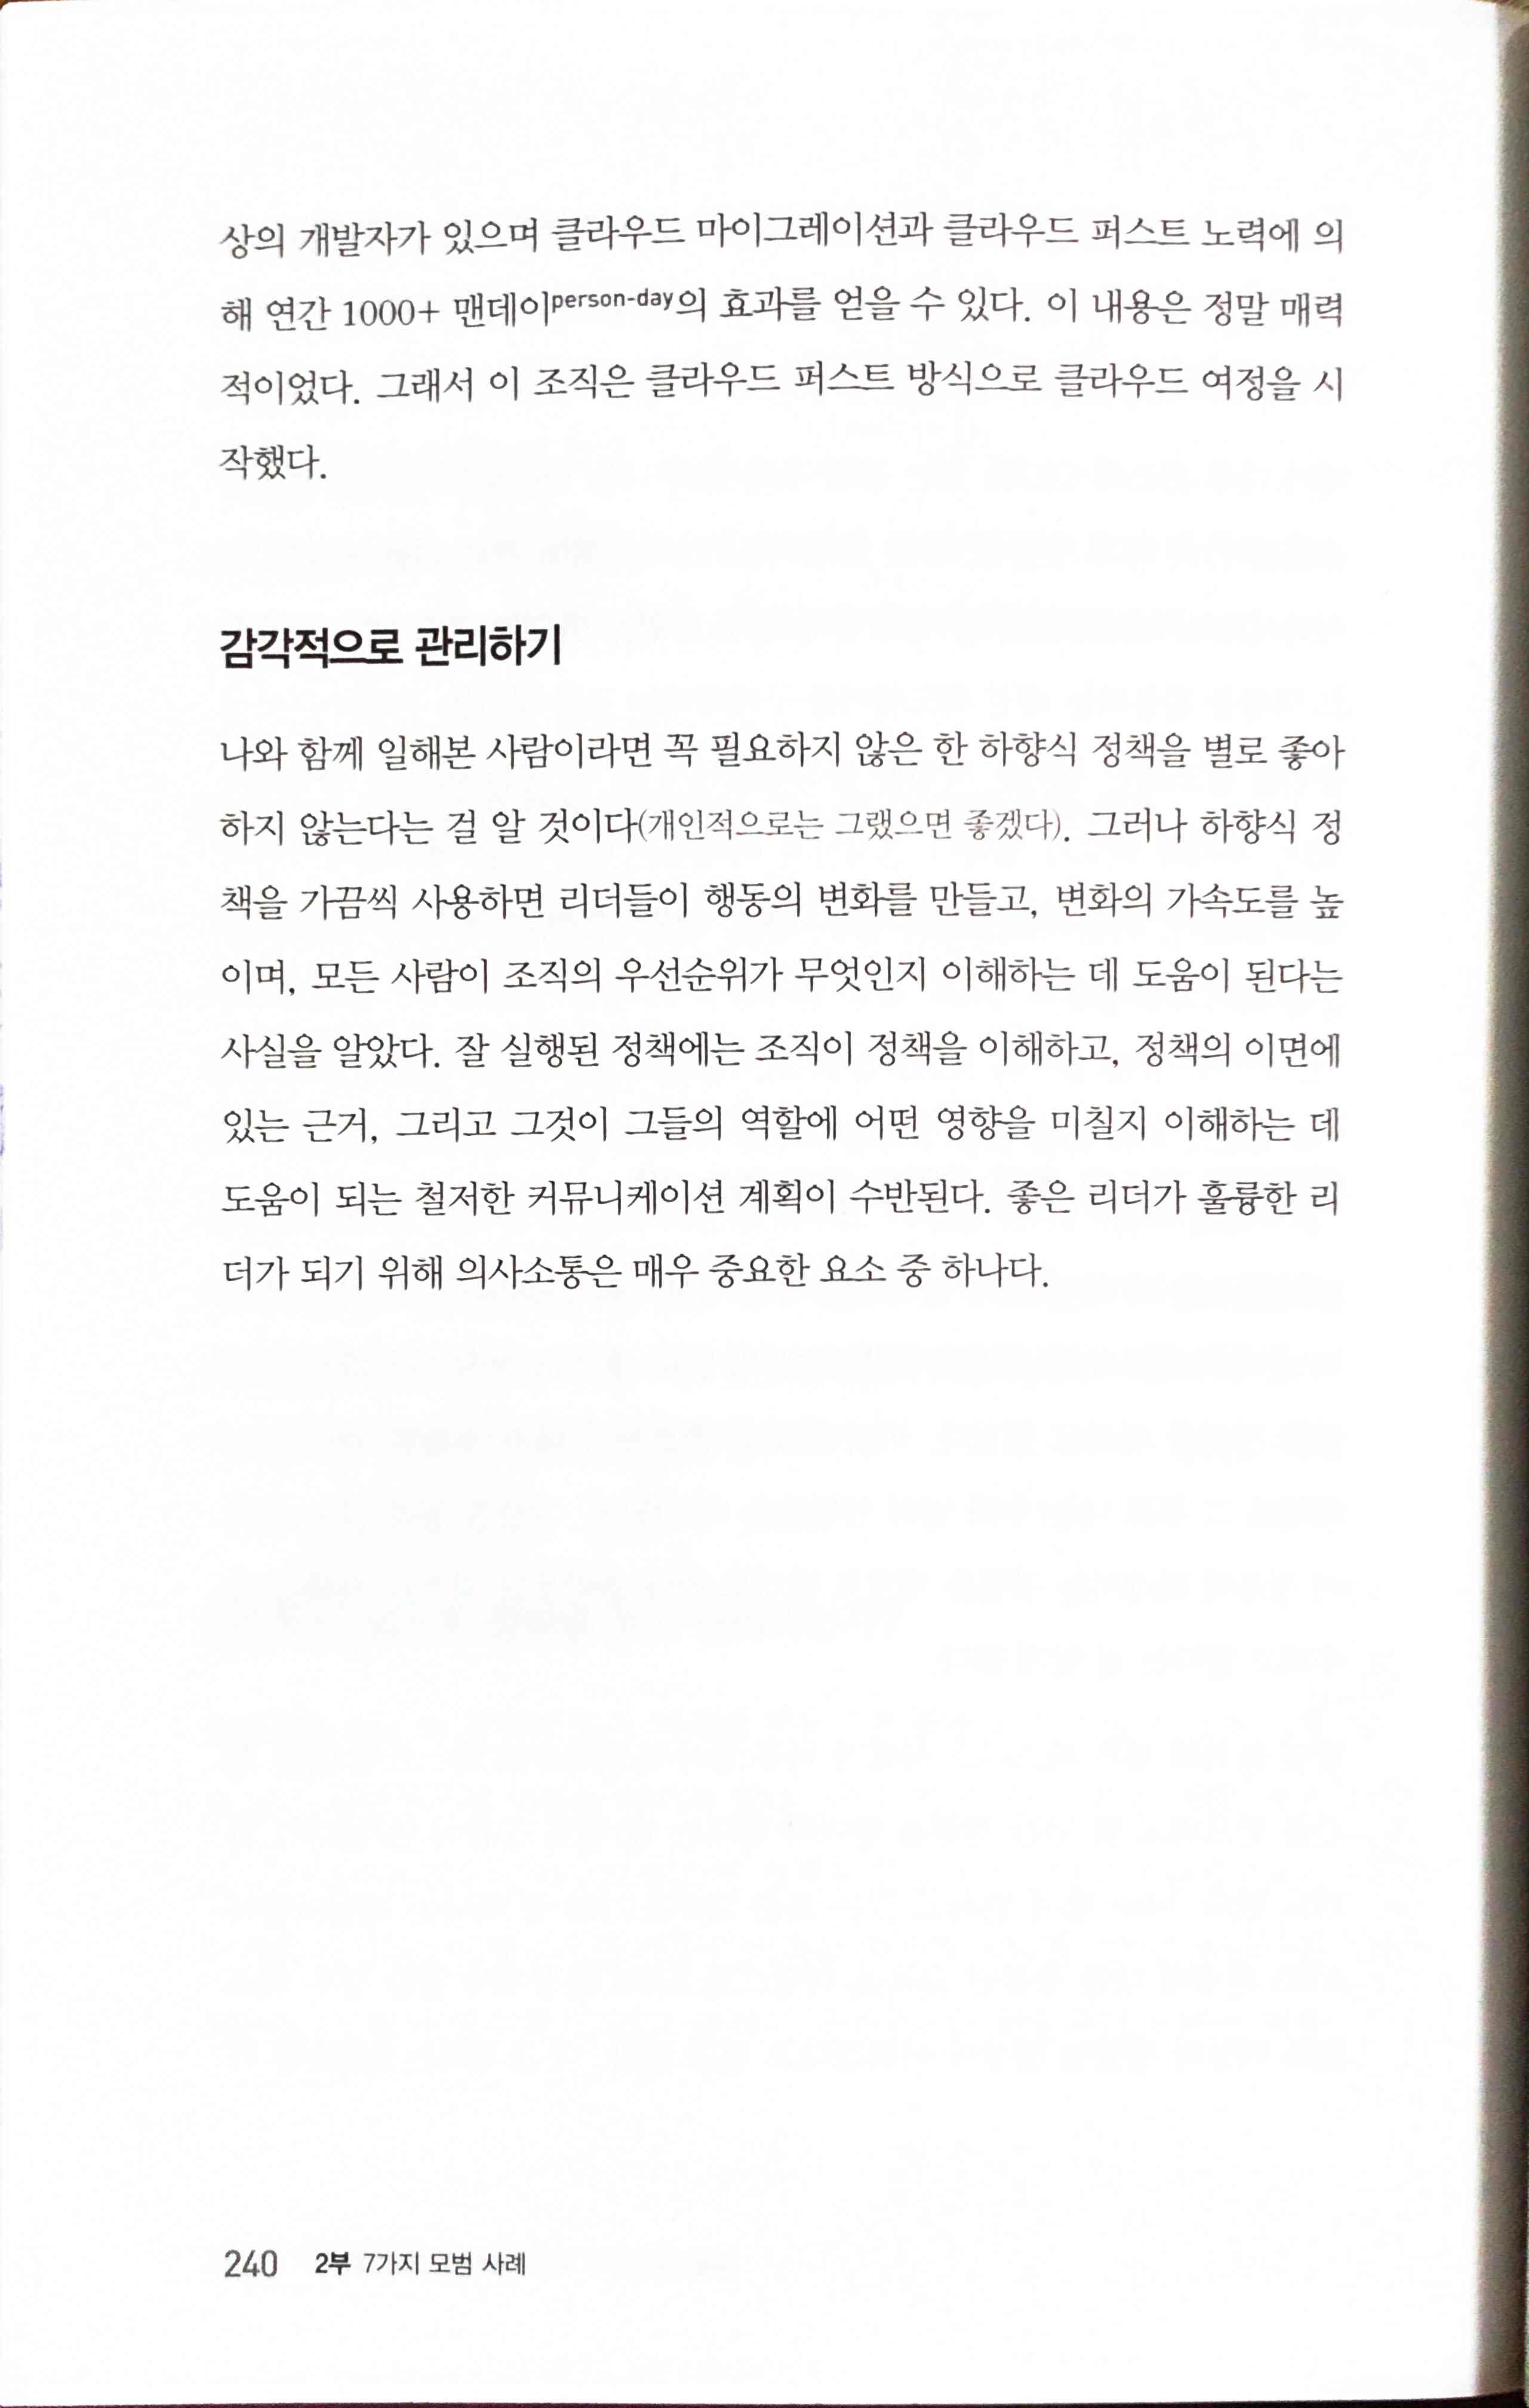 상의 개발자가 있으며 클라우드 마이그레이션과 클라우드 퍼스트 노력에 의
해 연간 1000+ 맨데이person-day의 효과를 얻을 수 있다. 이 내용은 정말 매력
적이었다. 그래서 이 조직은 클라우드 퍼스트 방식으로 클라우드 여정을 시
작했다.
감각적으로 관리하기
나와 함께 일해본 사람이라면 꼭 필요하지 않은 한 하향식 정책을 별로 좋아
하지 않는다는 걸 알 것이다(개인적으로는 그랬으면 좋겠다). 그러나 하향식 정
책을 가끔씩 사용하면 리더들이 행동의 변화를 만들고, 변화의 가속도를 높
이며, 모든 사람이 조직의 우선순위가 무엇인지 이해하는 데 도움이 된다는
사실을 알았다. 잘 실행된 정책에는 조직이 정책을 이해하고, 정책의 이면에
있는 근거, 그리고 그것이 그들의 역할에 어떤 영향을 미칠지 이해하는 데
도움이 되는 철저한 커뮤니케이션 계획이 수반된다. 좋은 리더가 훌륭한 리
더가 되기 위해 의사소통은 매우 중요한 요소 중 하나다.
240 2부 7가지 모범 사례